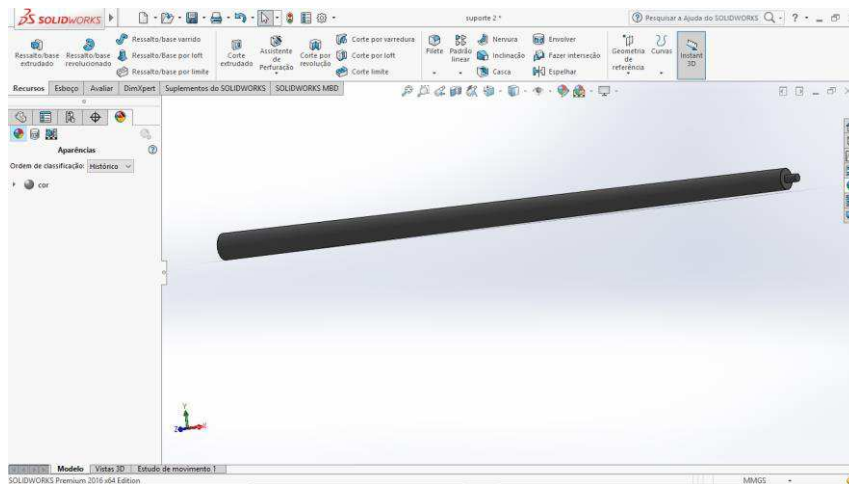 SOLIDWORKS
suporte 2 *
Pesquisar a Ajuda do SOLIDWORKS
Ressalto/base extrudado
Ressalto/base revolucionado
Ressalto/base varrido
Ressalto/base por loft
Ressalto/base por limite
Corte extrudado
Assistente de Perfuração
Corte por revolução
Corte por varredura
Corte por loft
Corte limite
Filete
Padrão linear
Nervura
Inclinação
Casca
Envolver
Fazer interseção
Espelhar
Geometria de referência
Curvas
Instant 3D
Recursos
Esboço
Avaliar
DimXpert
Suplementos do SOLIDWORKS
SOLIDWORKS MBD
Aparências
Ordem de classificação: Histórico
cor
Y
X
Z
Modelo
Vistas 3D
Estudo de movimento 1
SOLIDWORKS Premium 2016 x64 Edition
MMGS